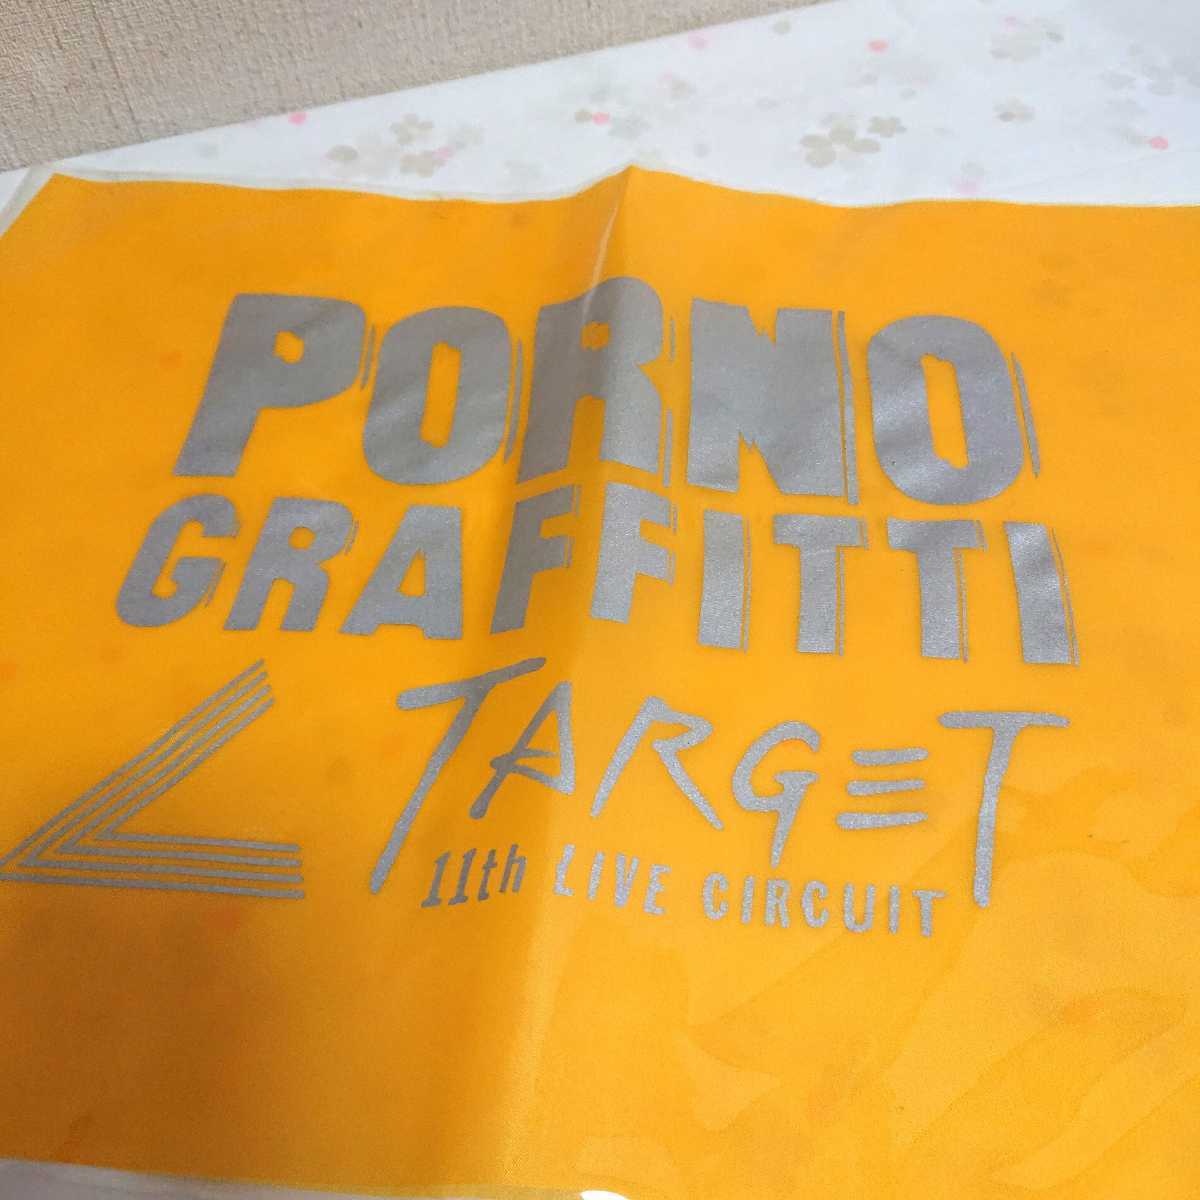 PORNO
GRAFFITTI
∠TARGET
11th LIVE CIRCUIT